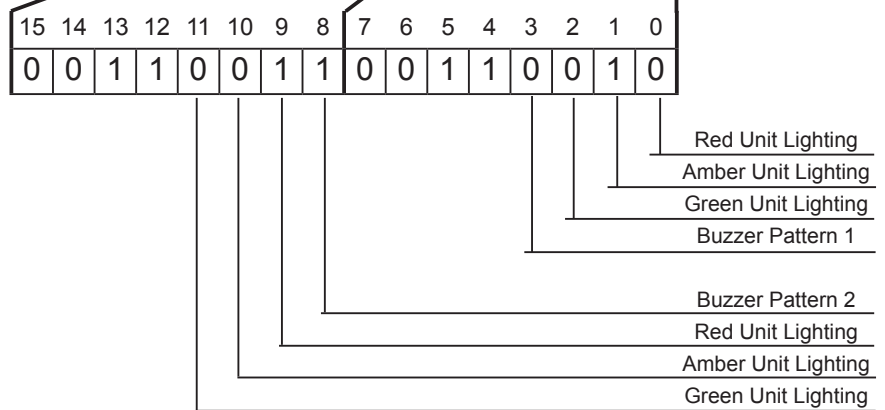 15 14 13 12 11 10 9 8 7 6 5 4 3 2 1 0
0 0 1 1 0 0 1 1 0 0 1 1 0 0 1 0
Red Unit Lighting
Amber Unit Lighting
Green Unit Lighting
Buzzer Pattern 1
Buzzer Pattern 2
Red Unit Lighting
Amber Unit Lighting
Green Unit Lighting